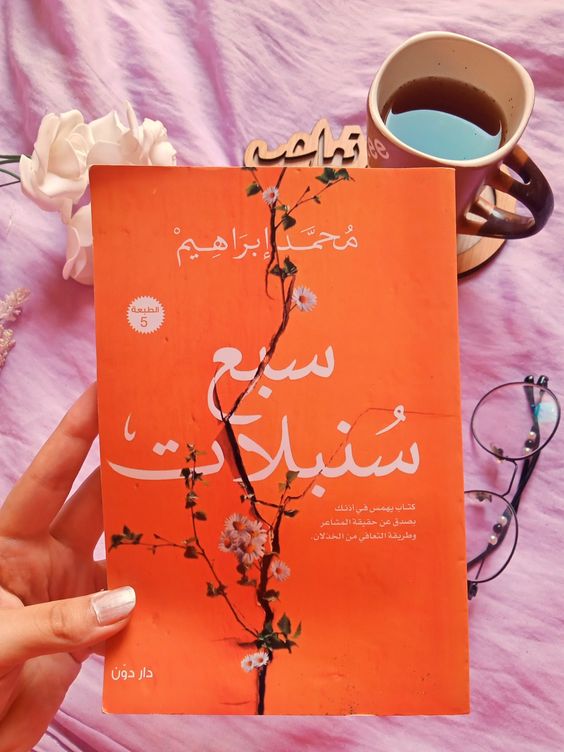 مُحمَّد إبرَاهِيمْ
الطبعة
5
سبع
سُنبلات
كتاب يهمس في أذنك
بصدق عن حقيقة المشاعر
وطريقة التعافي من الخذلان.
دار دوِّن